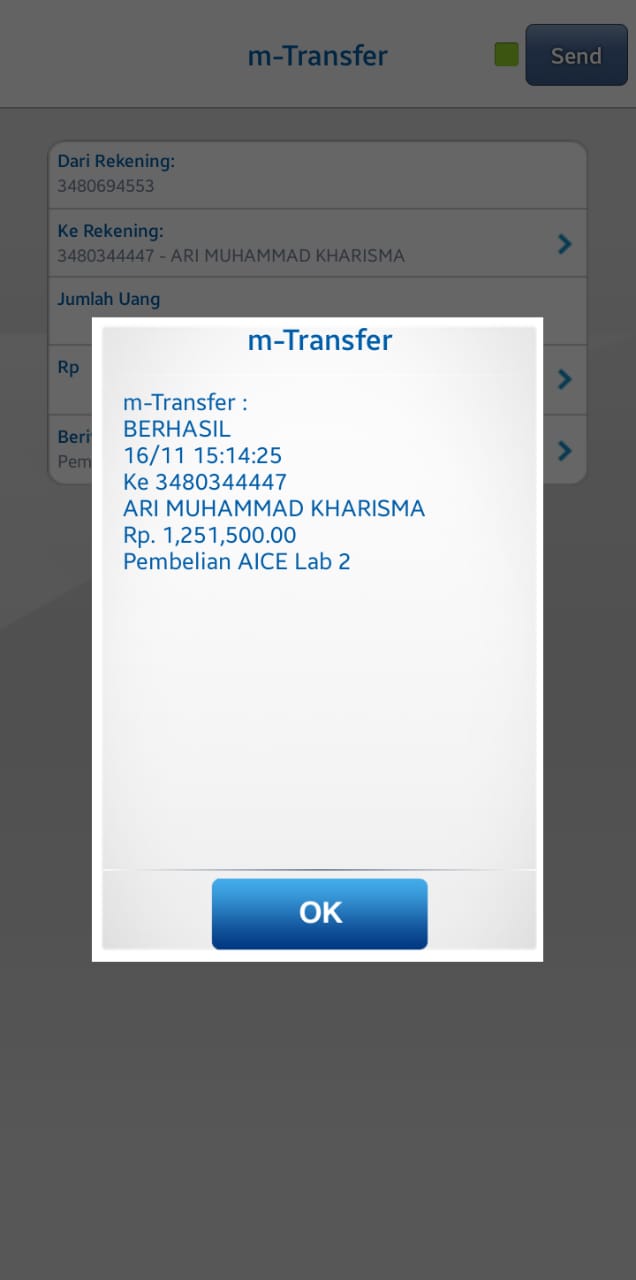 m-Transfer
Send
Dari Rekening:
3480694553
Ke Rekening:
3480344447 - ARI MUHAMMAD KHARISMA
Jumlah Uang
Rp
Beri
Pem
m-Transfer
m-Transfer :
BERHASIL
16/11 15:14:25
Ke 3480344447
ARI MUHAMMAD KHARISMA
Rp. 1,251,500.00
Pembelian AICE Lab 2
OK